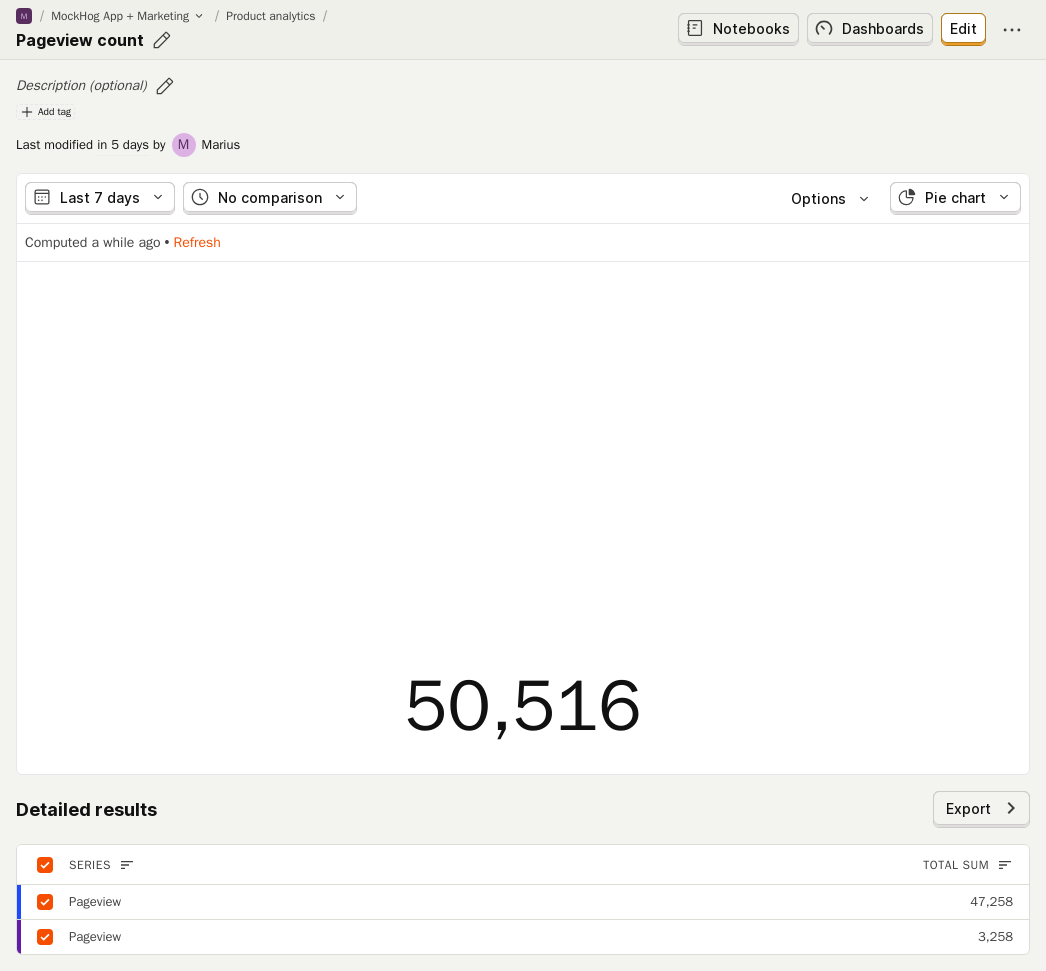 M / MockHog App + Marketing / Product analytics /
Pageview count
Notebooks
Dashboards
Edit
Description (optional)
Add tag
Last modified in 5 days by M Marius
Last 7 days
No comparison
Options
Pie chart
Computed a while ago • Refresh
50,516
Detailed results
Export
SERIES TOTAL SUM
Pageview 47,258
Pageview 3,258